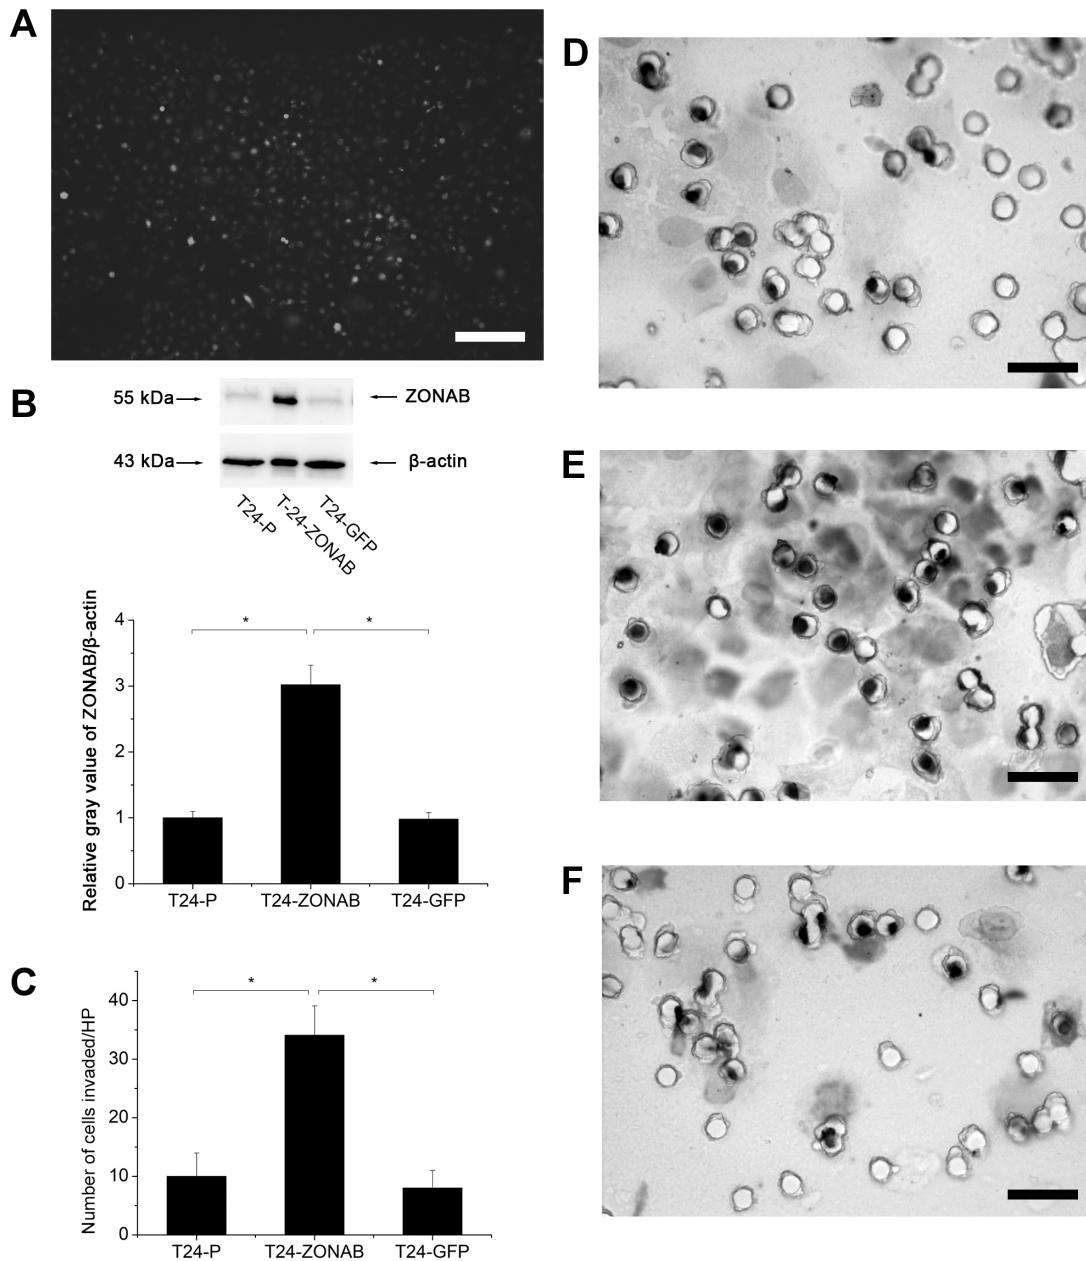 A
B
55 kDa
ZONAB
43 kDa
β-actin
T24-P
T-24-ZONAB
T24-GFP
Relative gray value of ZONAB/β-actin
4
3
2
1
0
*
*
T24-P
T24-ZONAB
T24-GFP
C
Number of cells invaded/HP
40
30
20
10
0
*
*
T24-P
T24-ZONAB
T24-GFP
D
E
F